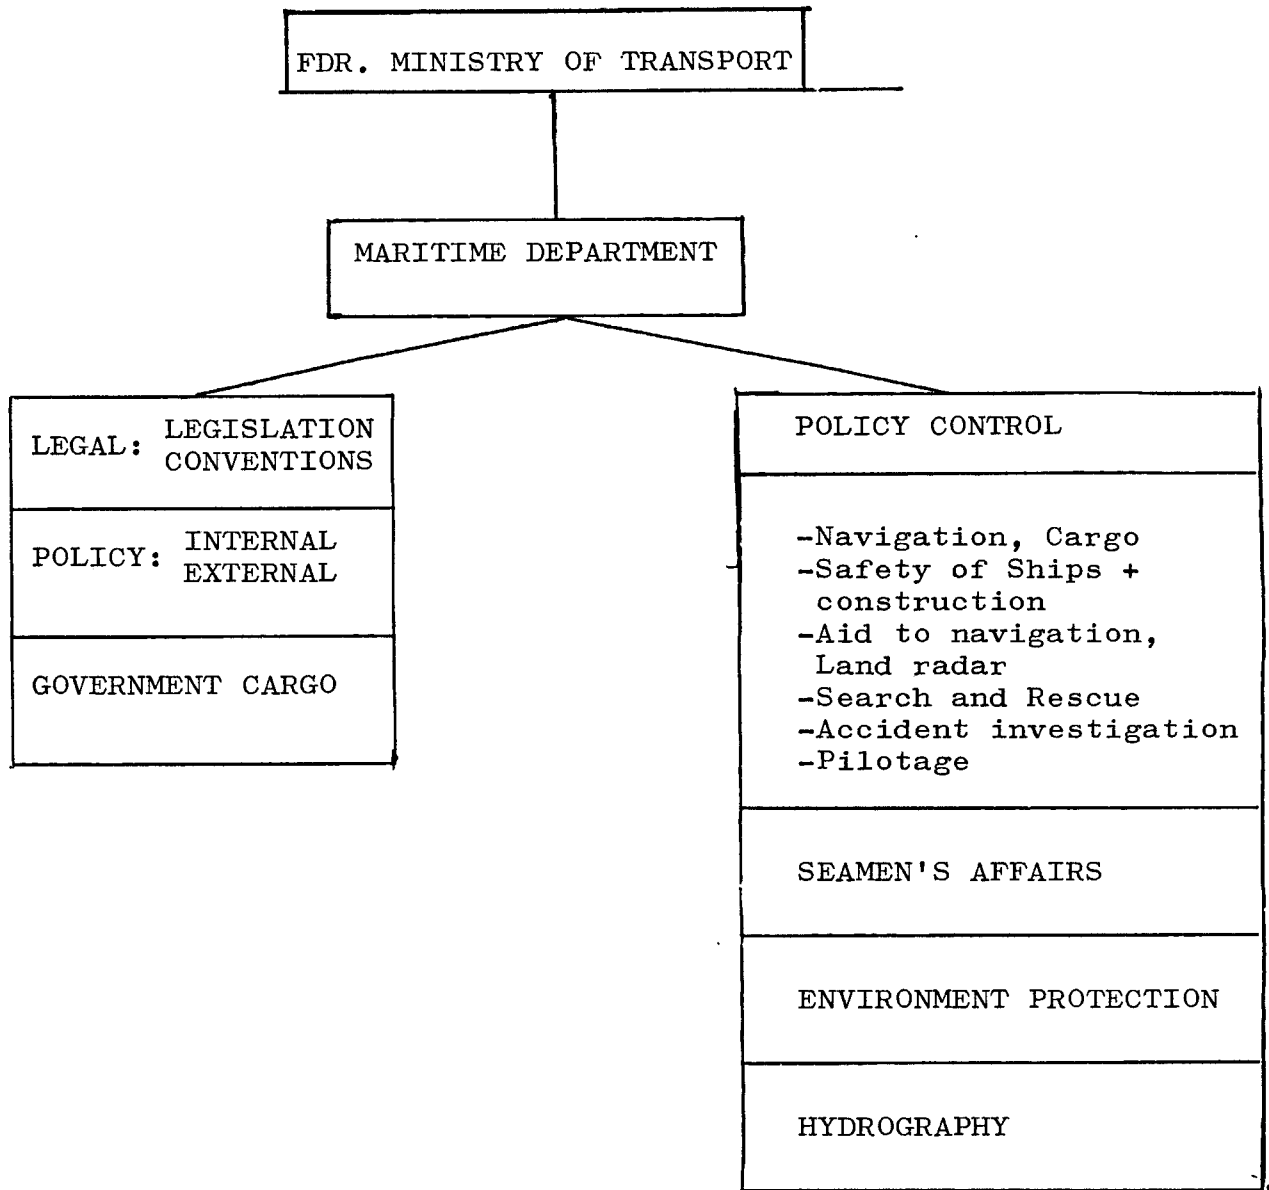 FDR. MINISTRY OF TRANSPORT
MARITIME DEPARTMENT
LEGAL: LEGISLATION
CONVENTIONS
POLICY: INTERNAL
EXTERNAL
GOVERNMENT CARGO
POLICY CONTROL
-Navigation, Cargo
-Safety of Ships +
construction
-Aid to navigation,
Land radar
-Search and Rescue
-Accident investigation
-Pilotage
SEAMEN'S AFFAIRS
ENVIRONMENT PROTECTION
HYDROGRAPHY